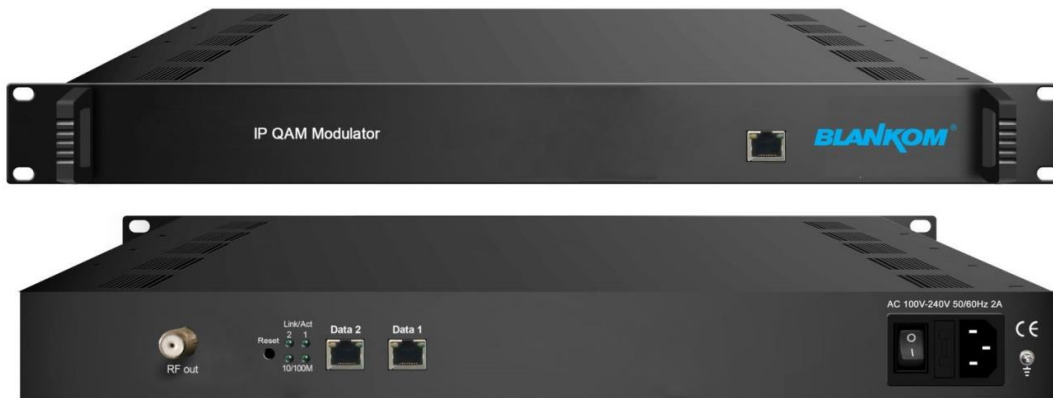 IP QAM Modulator
BLANKOM®
AC 100V-240V 50/60Hz 2A
Link/Act
2 1
Data 2
Data 1
Reset
RF out
10/100M
CE
O
I